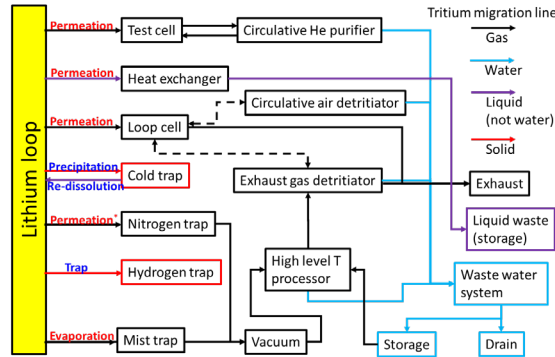 Lithium loop
Permeation
Test cell
Circulative He purifier
Tritium migration line
Gas
Water
Liquid
(not water)
Solid
Permeation
Heat exchanger
Circulative air detritiator
Permeation
Loop cell
Precipitation
Re-dissolution
Cold trap
Exhaust gas detritiator
Exhaust
Permeation*
Nitrogen trap
Liquid waste
(storage)
Trap
Hydrogen trap
High level T
processor
Waste water
system
Evaporation
Mist trap
Vacuum
Storage
Drain